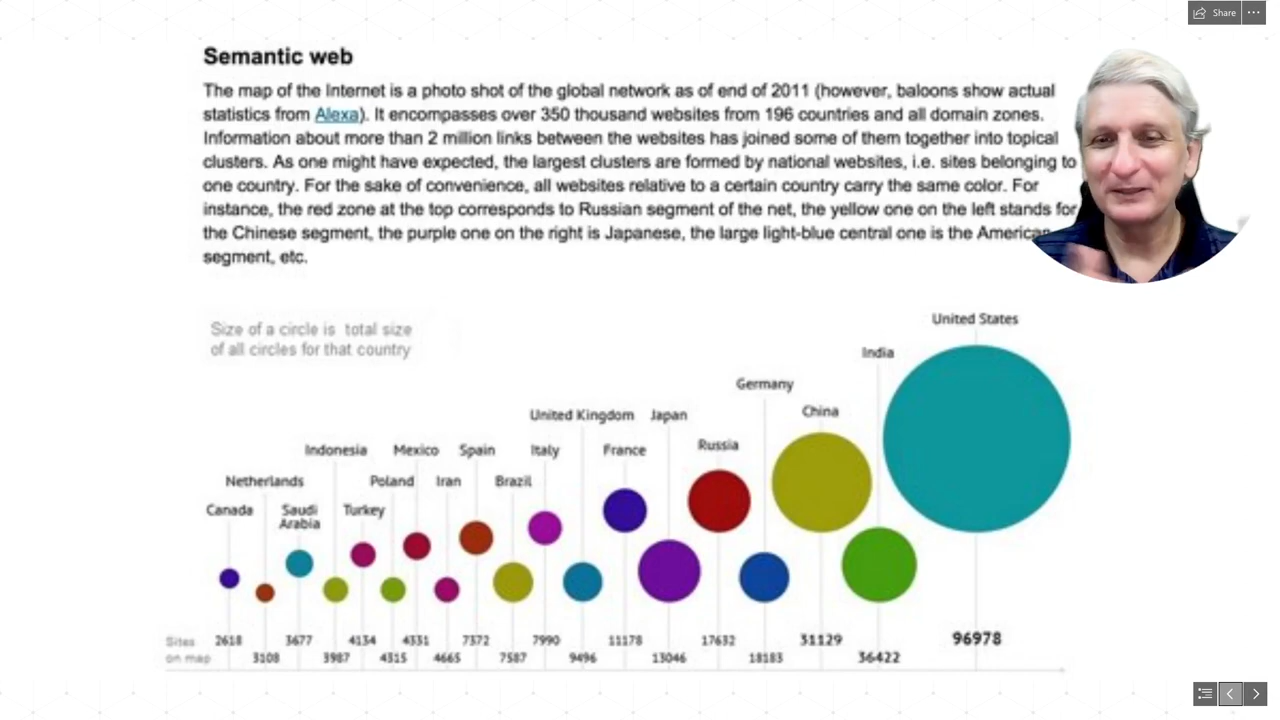 Share
Semantic web
The map of the Internet is a photo shot of the global network as of end of 2011 (however, baloons show actual
statistics from Alexa). It encompasses over 350 thousand websites from 196 countries and all domain zones.
Information about more than 2 million links between the websites has joined some of them together into topical
clusters. As one might have expected, the largest clusters are formed by national websites, i.e. sites belonging to
one country. For the sake of convenience, all websites relative to a certain country carry the same color. For
instance, the red zone at the top corresponds to Russian segment of the net, the yellow one on the left stands for
the Chinese segment, the purple one on the right is Japanese, the large light-blue central one is the American
segment, etc.
Size of a circle is total size
of all circles for that country
United States
India
Germany
China
United Kingdom Japan
Russia
Indonesia Mexico Spain Italy France
Netherlands Poland Iran Brazil
Canada Saudi Turkey
Arabia
Sites 2618 3677 4134 4331 7372 7990 11178 17632 31129 96978
on map 3108 3987 4315 4665 7587 9496 13046 18183 36422